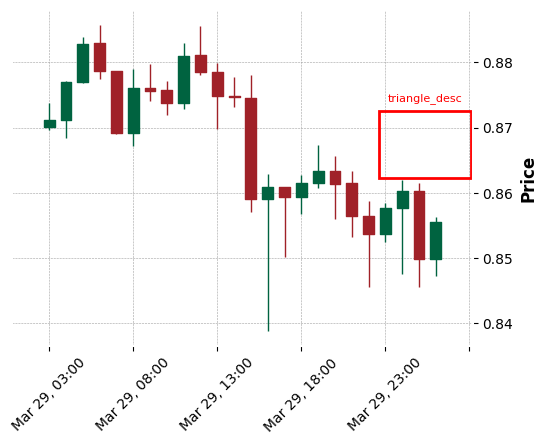 triangle_desc
0.88
0.87
0.86
0.85
0.84
Price
Mar 29, 03:00
Mar 29, 08:00
Mar 29, 13:00
Mar 29, 18:00
Mar 29, 23:00